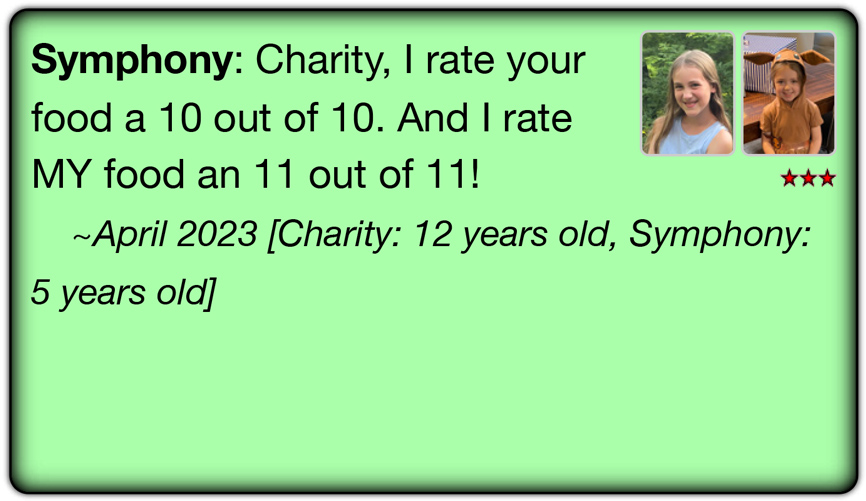 Symphony: Charity, I rate your
food a 10 out of 10. And I rate
MY food an 11 out of 11!
~April 2023 [Charity: 12 years old, Symphony:
5 years old]